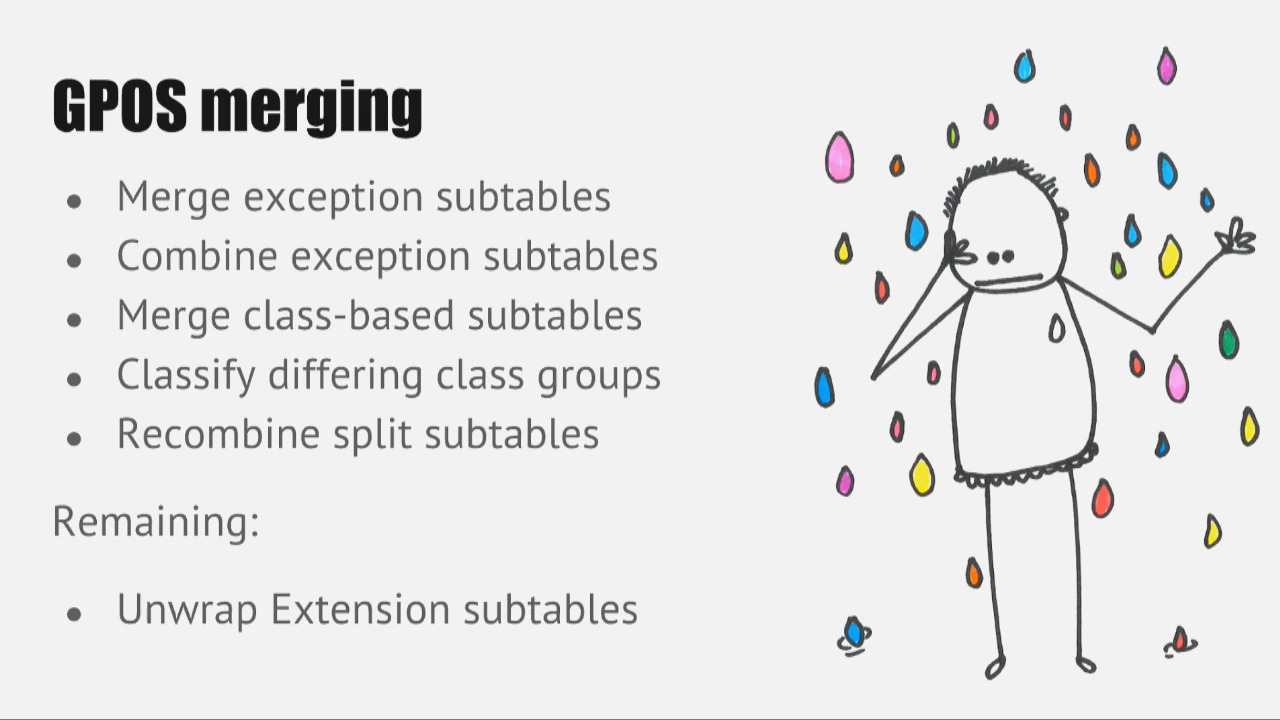 GPOS merging
● Merge exception subtables
● Combine exception subtables
● Merge class-based subtables
● Classify differing class groups
● Recombine split subtables
Remaining:
● Unwrap Extension subtables